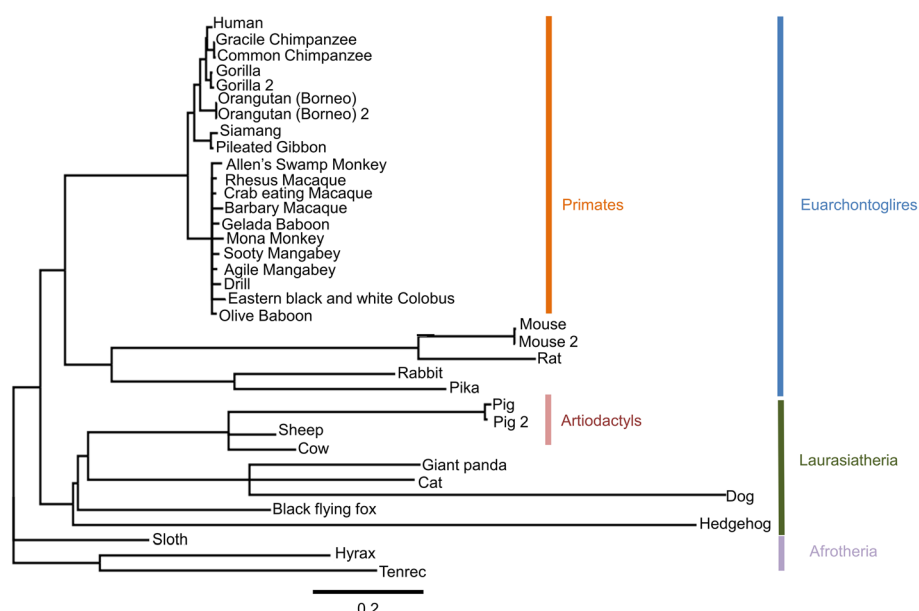 Human
Gracile Chimpanzee
Common Chimpanzee
Gorilla
Gorilla 2
Orangutan (Borneo)
Orangutan (Borneo) 2
Siamang
Pileated Gibbon
Allen's Swamp Monkey
Rhesus Macaque
Crab eating Macaque
Barbary Macaque
Primates
Euarchontoglires
Gelada Baboon
Mona Monkey
Sooty Mangabey
Agile Mangabey
Drill
Eastern black and white Colobus
Olive Baboon
Mouse
Mouse 2
Rat
Rabbit
Pika
Pig
Pig 2
Artiodactyls
Sheep
Cow
Laurasiatheria
Giant panda
Cat
Dog
Black flying fox
Hedgehog
Sloth
Afrotheria
Hyrax
Tenrec
0.2